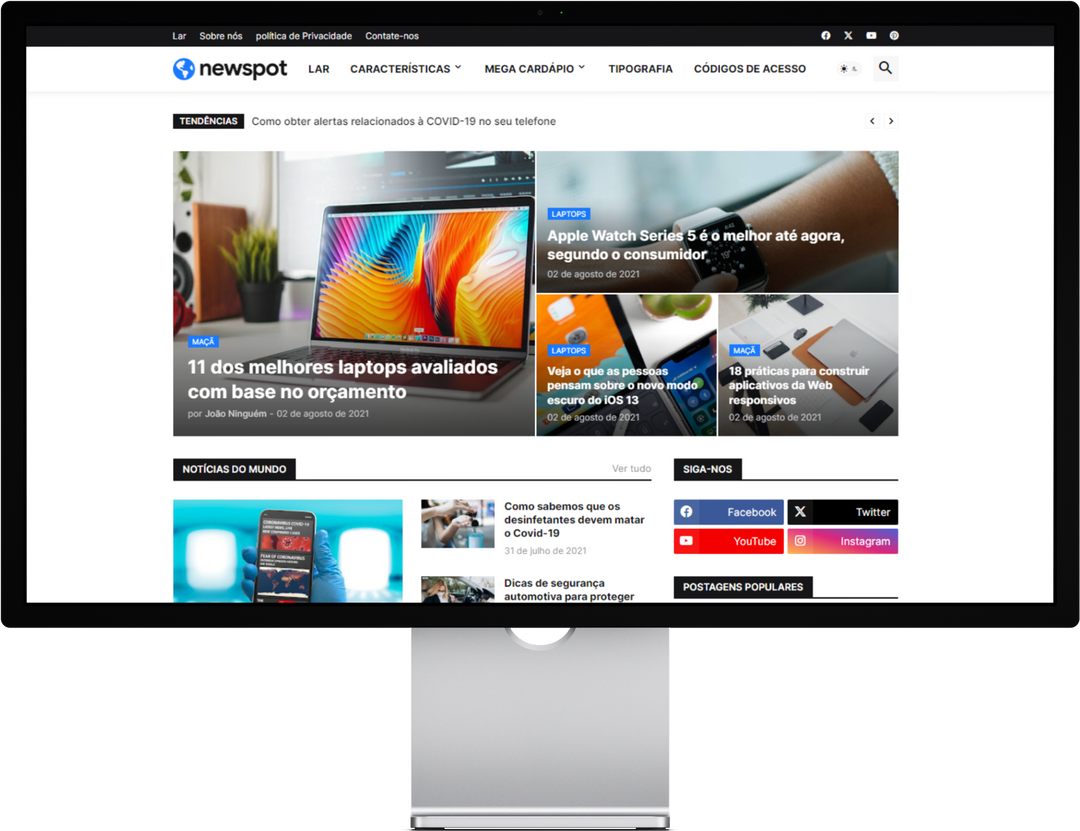 Lar Sobre nós política de Privacidade Contate-nos
newspot LAR CARACTERÍSTICAS MEGA CARDÁPIO TIPOGRAFIA CÓDIGOS DE ACESSO
TENDÊNCIAS Como obter alertas relacionados à COVID-19 no seu telefone
MAÇÃ
11 dos melhores laptops avaliados
com base no orçamento
por João Ninguém - 02 de agosto de 2021
LAPTOPS
Apple Watch Series 5 é o melhor até agora,
segundo o consumidor
02 de agosto de 2021
LAPTOPS
Veja o que as pessoas
pensam sobre o novo modo
escuro do iOS 13
02 de agosto de 2021
MAÇÃ
18 práticas para construir
aplicativos da Web
responsivos
02 de agosto de 2021
NOTÍCIAS DO MUNDO Ver tudo
CORONAVIRUS COVID-19
FEAR OF CORONAVIRUS
Como sabemos que os
desinfetantes devem matar
o Covid-19
31 de julho de 2021
Dicas de segurança
automotiva para proteger
SIGA-NOS
Facebook Twitter
YouTube Instagram
POSTAGENS POPULARES